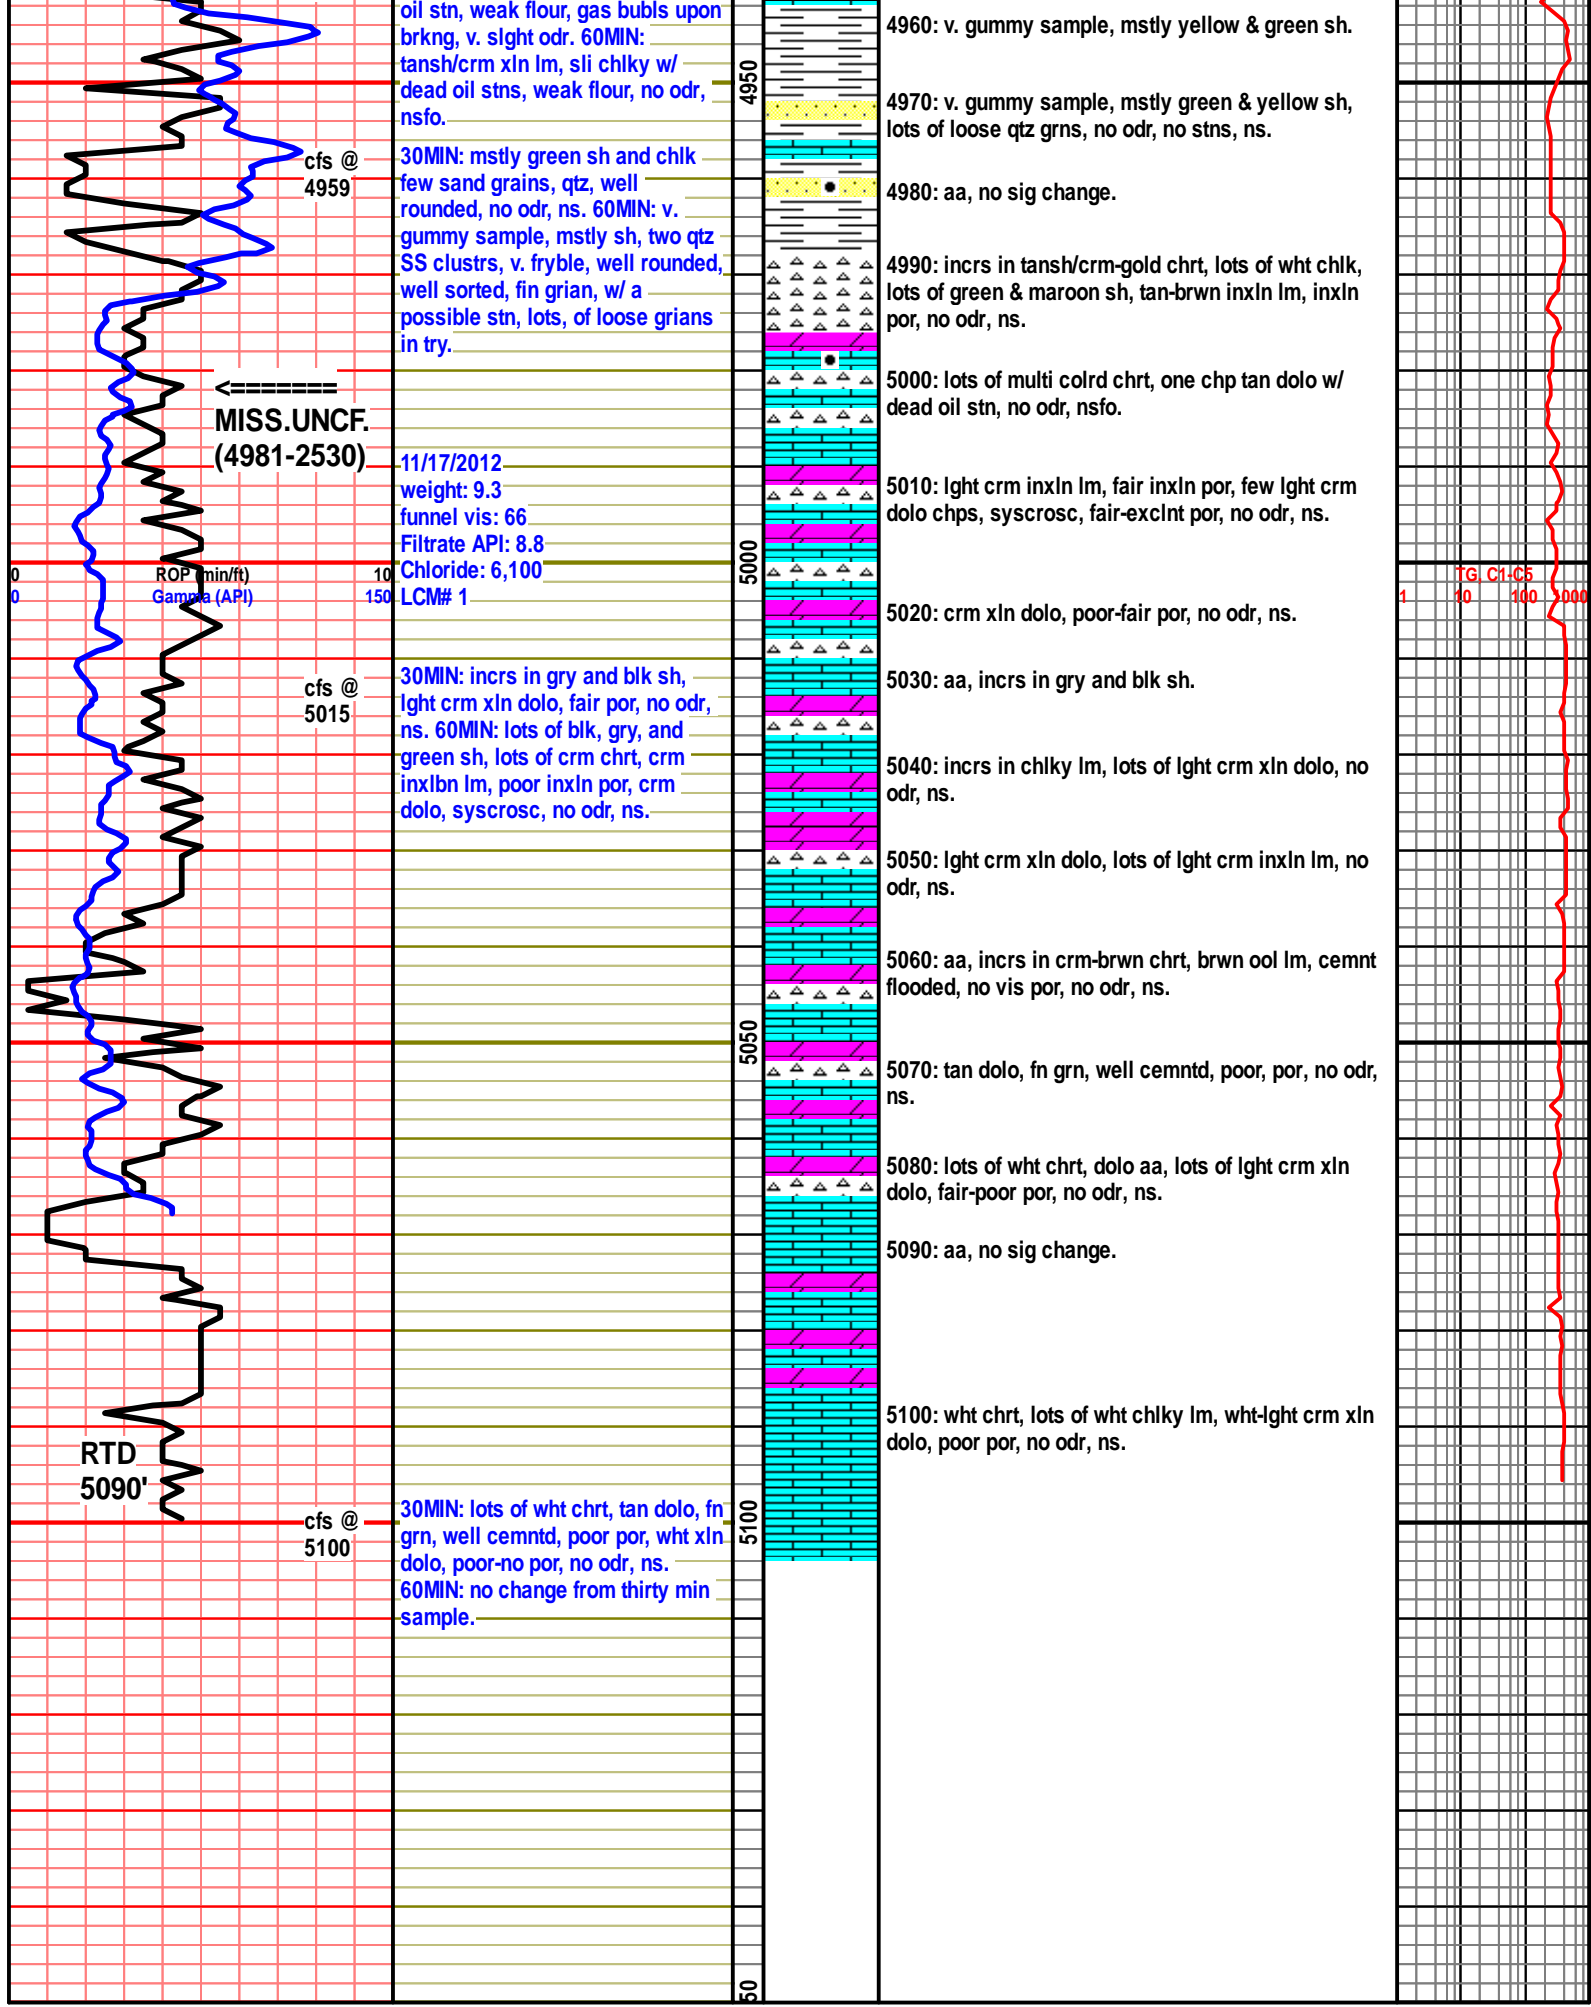 oil stn, weak flour, gas bubls upon
brkng, v. slght odr. 60MIN:
tansh/crm xln lm, sli chlky w/
dead oil stns, weak flour, no odr,
nsfo.
cfs @
4959
30MIN: mstly green sh and chlk
few sand grains, qtz, well
rounded, no odr, ns. 60MIN: v.
gummy sample, mstly sh, two qtz
SS clustrs, v. fryble, well rounded,
well sorted, fin grian, w/ a
possible stn, lots, of loose grians
in try.
<=======
MISS.UNCF.
(4981-2530)
11/17/2012
weight: 9.3
funnel vis: 66
Filtrate API: 8.8
Chloride: 6,100
LCM# 1
0 ROP (min/ft) 10
0 Gamma (API) 150
cfs @
5015
30MIN: incrs in gry and blk sh,
lght crm xln dolo, fair por, no odr,
ns. 60MIN: lots of blk, gry, and
green sh, lots of crm chrt, crm
inxlbn lm, poor inxln por, crm
dolo, syscrosc, no odr, ns.
RTD
5090'
cfs @
5100
30MIN: lots of wht chrt, tan dolo, fn
grn, well cemntd, poor por, wht xln
dolo, poor-no por, no odr, ns.
60MIN: no change from thirty min
sample.
4950
5000
5050
5100
50
4960: v. gummy sample, mstly yellow & green sh.
4970: v. gummy sample, mstly green & yellow sh,
lots of loose qtz grns, no odr, no stns, ns.
4980: aa, no sig change.
4990: incrs in tansh/crm-gold chrt, lots of wht chlk,
lots of green & maroon sh, tan-brwn inxln lm, inxln
por, no odr, ns.
5000: lots of multi colrd chrt, one chp tan dolo w/
dead oil stn, no odr, nsfo.
5010: lght crm inxln lm, fair inxln por, few lght crm
dolo chps, syscrosc, fair-exclnt por, no odr, ns.
5020: crm xln dolo, poor-fair por, no odr, ns.
5030: aa, incrs in gry and blk sh.
5040: incrs in chlky lm, lots of lght crm xln dolo, no
odr, ns.
5050: lght crm xln dolo, lots of lght crm inxln lm, no
odr, ns.
5060: aa, incrs in crm-brwn chrt, brwn ool lm, cemnt
flooded, no vis por, no odr, ns.
5070: tan dolo, fn grn, well cemntd, poor, por, no odr,
ns.
5080: lots of wht chrt, dolo aa, lots of lght crm xln
dolo, fair-poor por, no odr, ns.
5090: aa, no sig change.
5100: wht chrt, lots of wht chlky lm, wht-lght crm xln
dolo, poor por, no odr, ns.
TG, C1-C5
1 10 100 1000